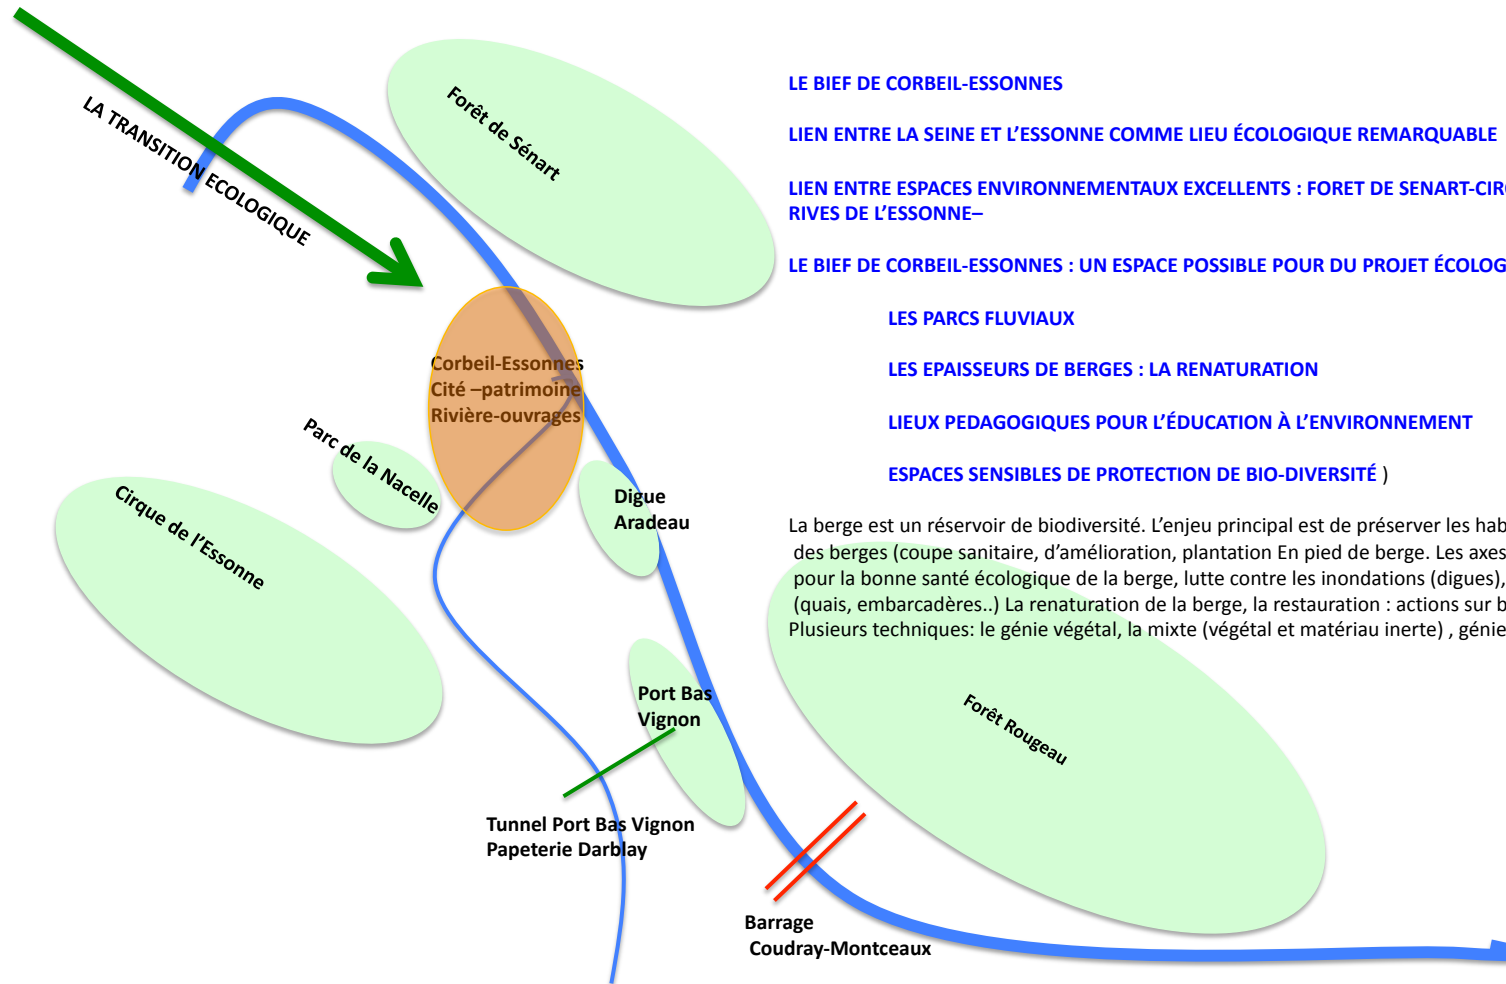 LA TRANSITION ECOLOGIQUE
Forêt de Sénart
LE BIEF DE CORBEIL-ESSONNES
LIEN ENTRE LA SEINE ET L’ESSONNE COMME LIEU ÉCOLOGIQUE REMARQUABLE
LIEN ENTRE ESPACES ENVIRONNEMENTAUX EXCELLENTS : FORET DE SENART-CIR
RIVES DE L’ESSONNE–
LE BIEF DE CORBEIL-ESSONNES : UN ESPACE POSSIBLE POUR DU PROJET ÉCOLOG
LES PARCS FLUVIAUX
LES EPAISSEURS DE BERGES : LA RENATURATION
LIEUX PEDAGOGIQUES POUR L’ÉDUCATION À L’ENVIRONNEMENT
ESPACES SENSIBLES DE PROTECTION DE BIO-DIVERSITÉ )
La berge est un réservoir de biodiversité. L’enjeu principal est de préserver les hab
des berges (coupe sanitaire, d’amélioration, plantation En pied de berge. Les axes
pour la bonne santé écologique de la berge, lutte contre les inondations (digues),
(quais, embarcadères..) La renaturation de la berge, la restauration : actions sur b
Plusieurs techniques: le génie végétal, la mixte (végétal et matériau inerte) , génie
Corbeil-Essonnes
Cité –patrimoine
Rivière-ouvrages
Parc de la Nacelle
Cirque de l’Essonne
Digue
Aradeau
Port Bas
Vignon
Forêt Rougeau
Tunnel Port Bas Vignon
Papeterie Darblay
Barrage
Coudray-Montceaux